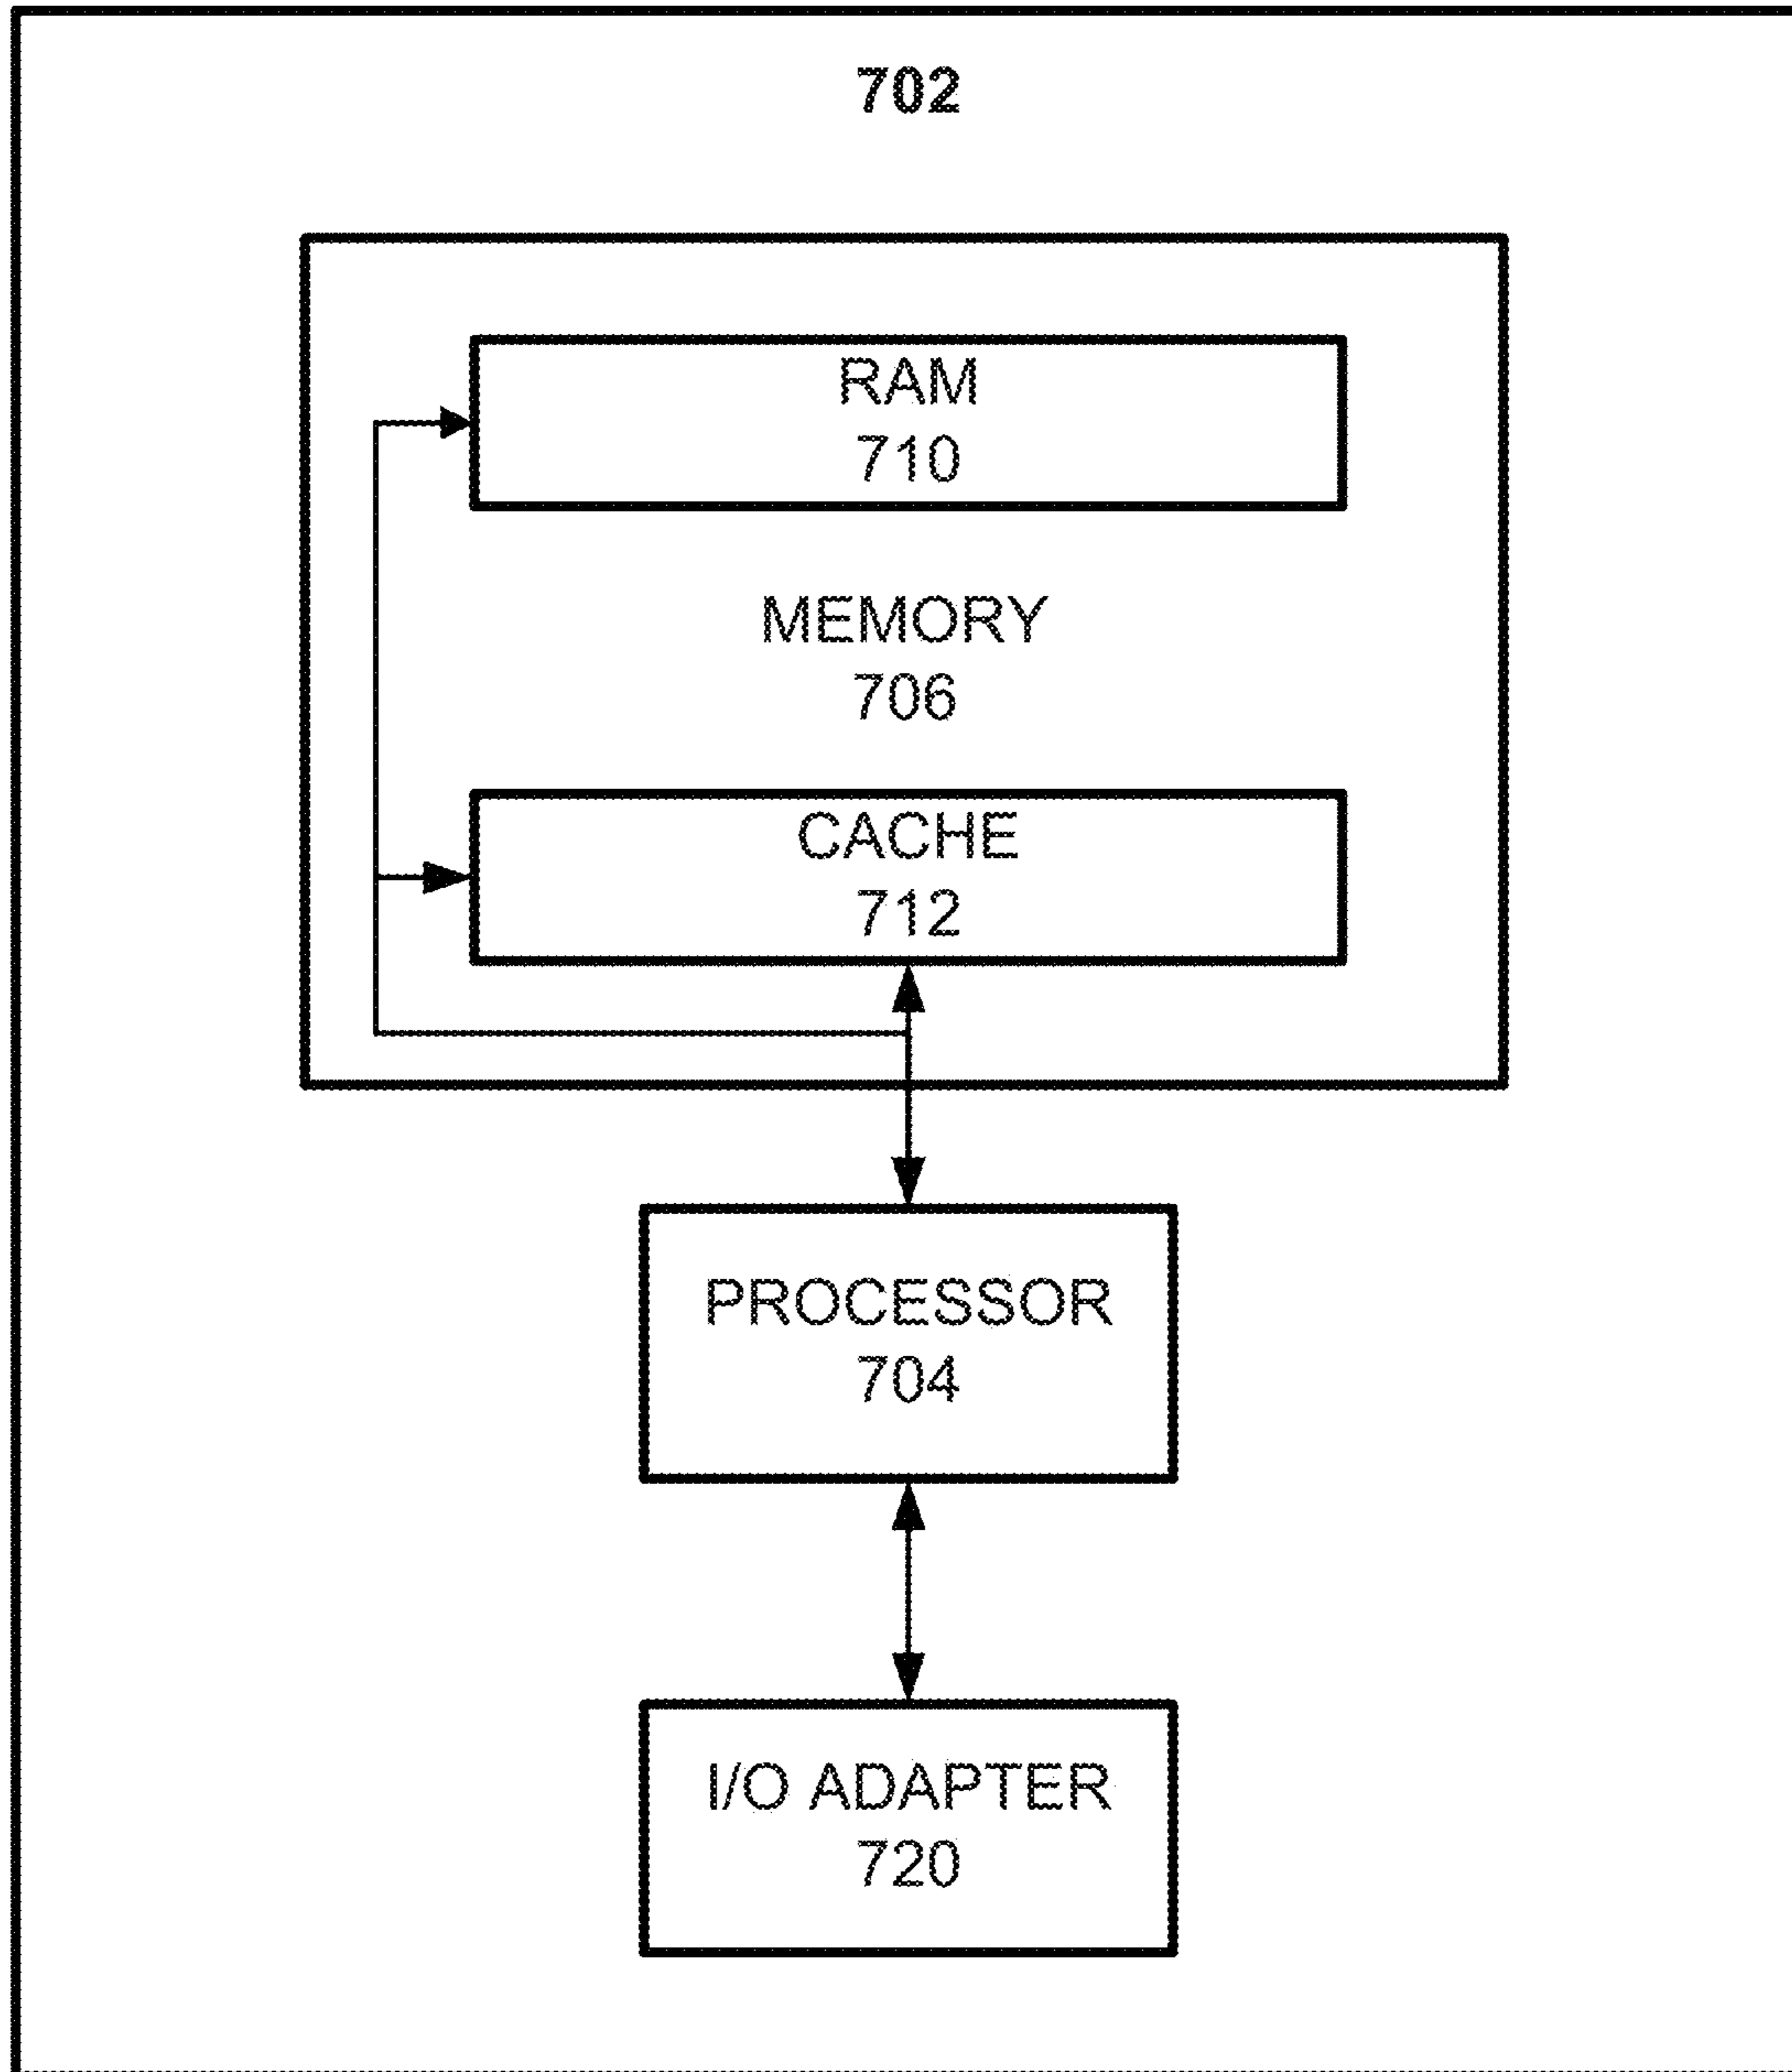 702
RAM
710
MEMORY
706
CACHE
712
PROCESSOR
704
I/O ADAPTER
720